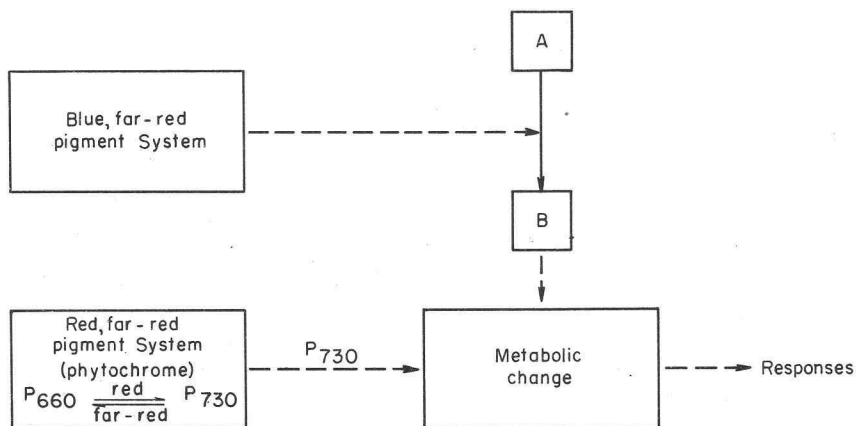 A
Blue, far-red
pigment System
B
Red, far-red
pigment System
(phytochrome)
P660 red P730
far-red
P730
Metabolic
change
Responses